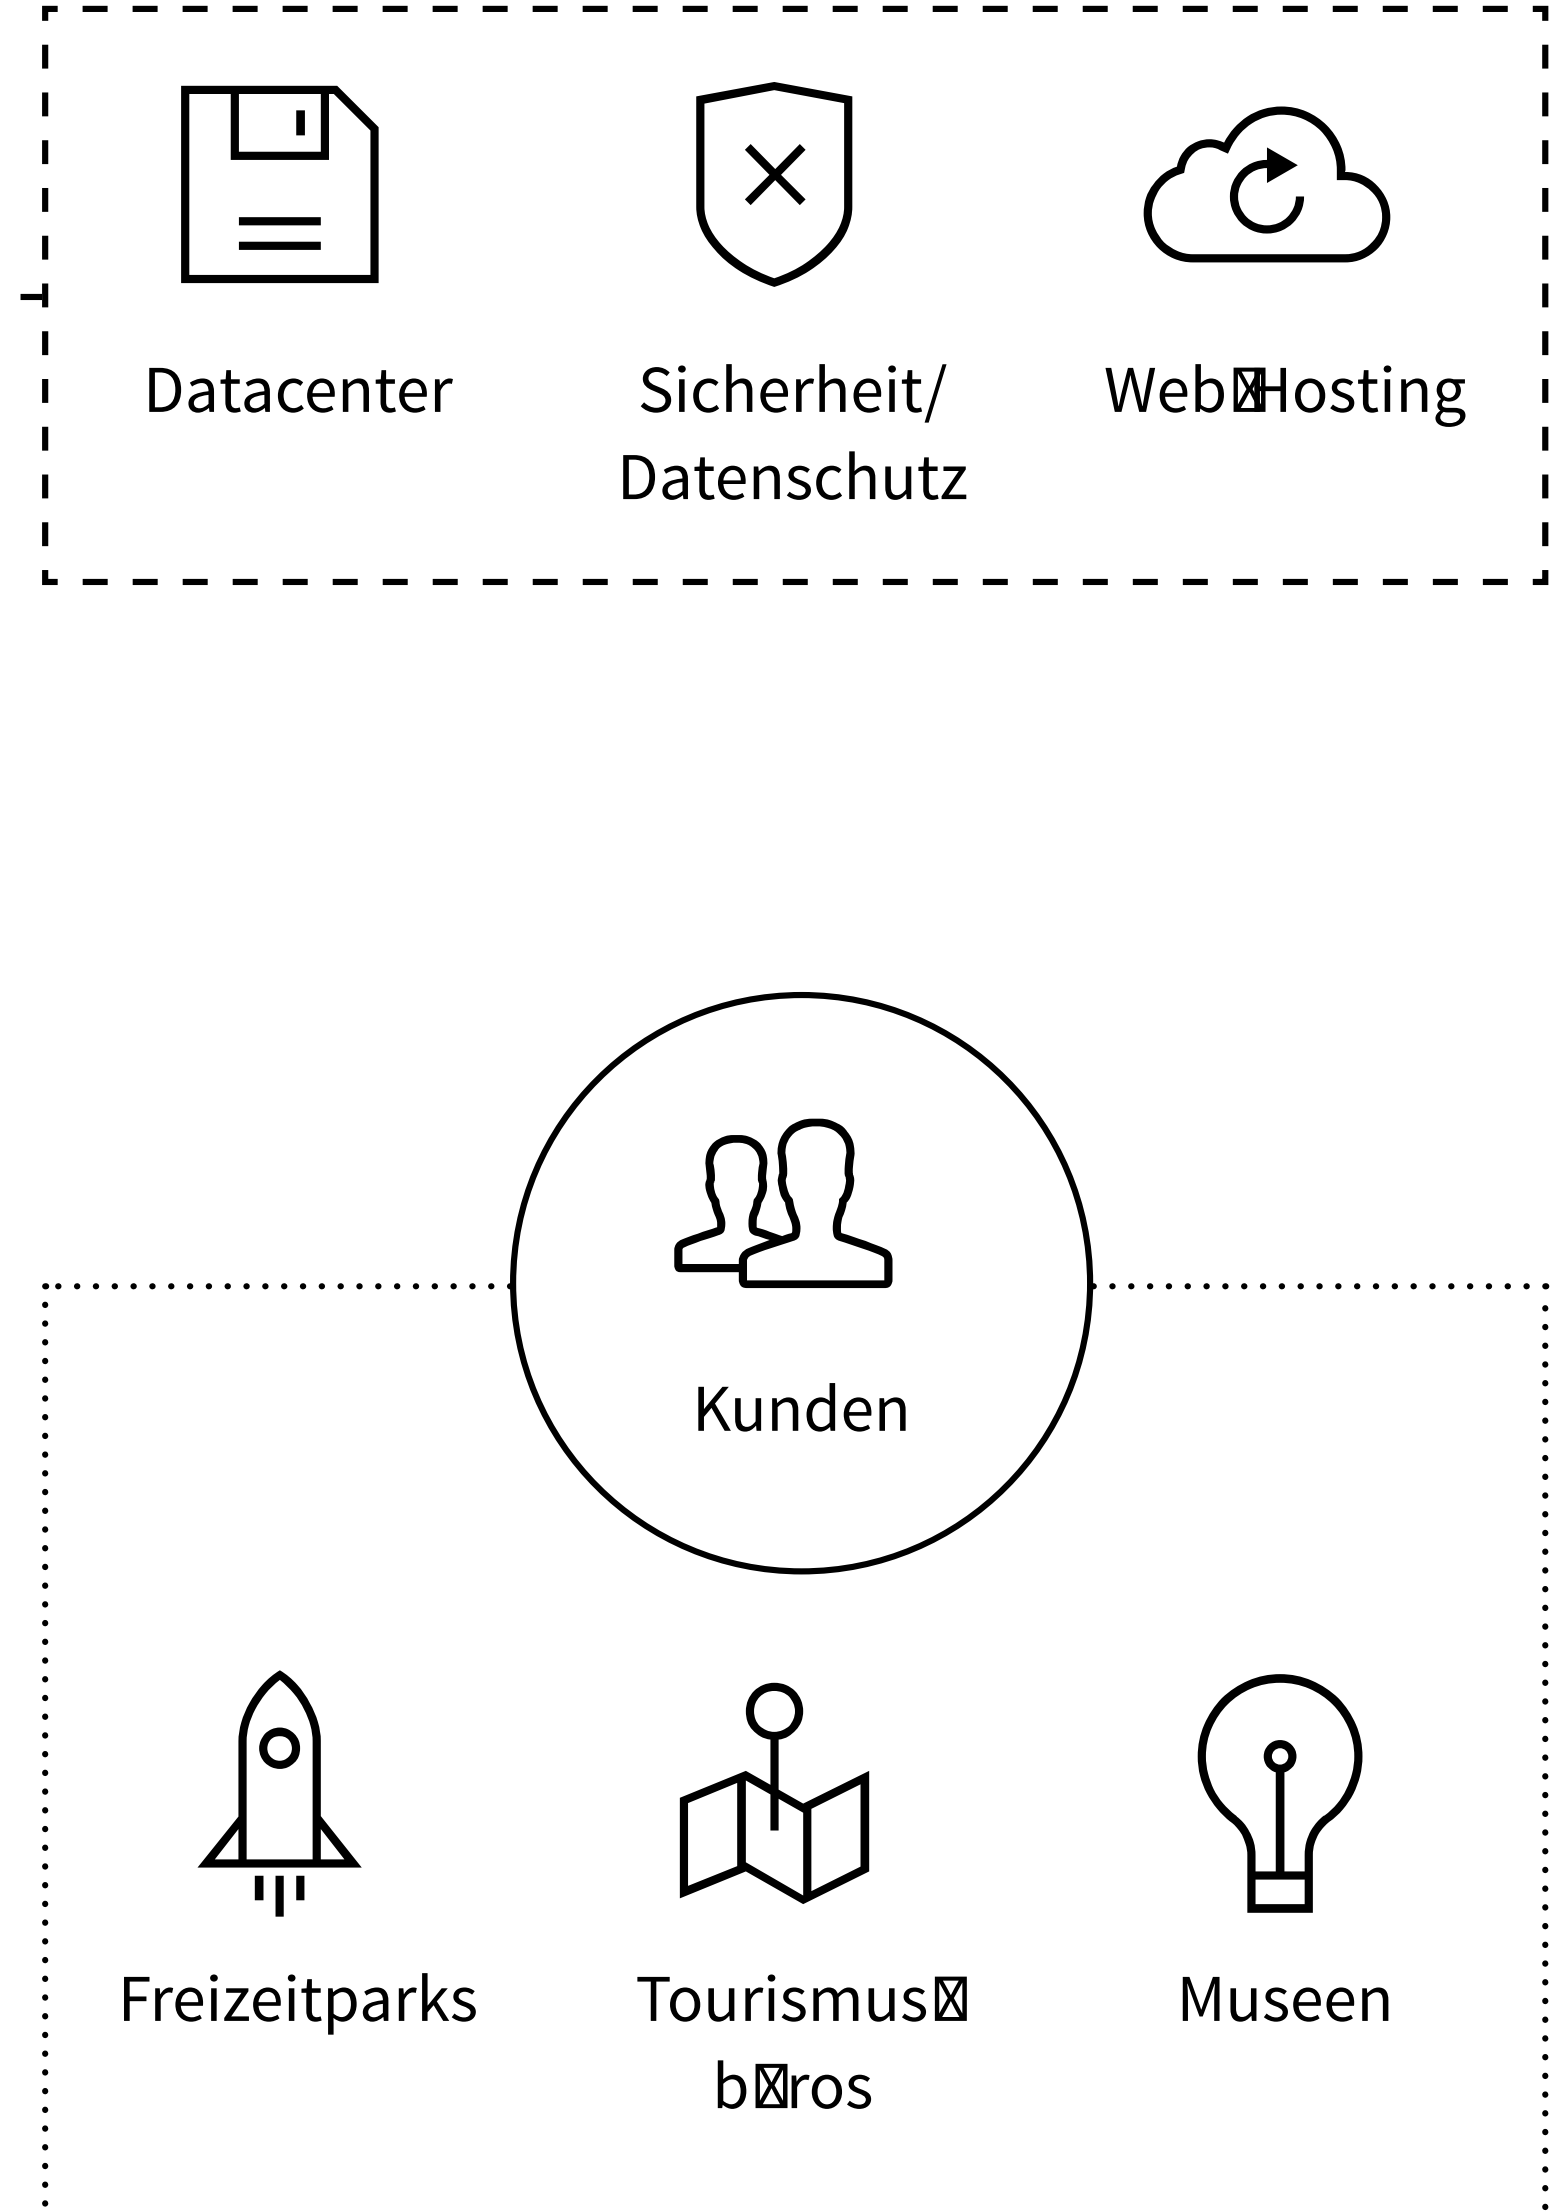 Datacenter
Sicherheit/
Datenschutz
Web☒Hosting
Kunden
Freizeitparks
Tourismus☒
b☒ros
Museen